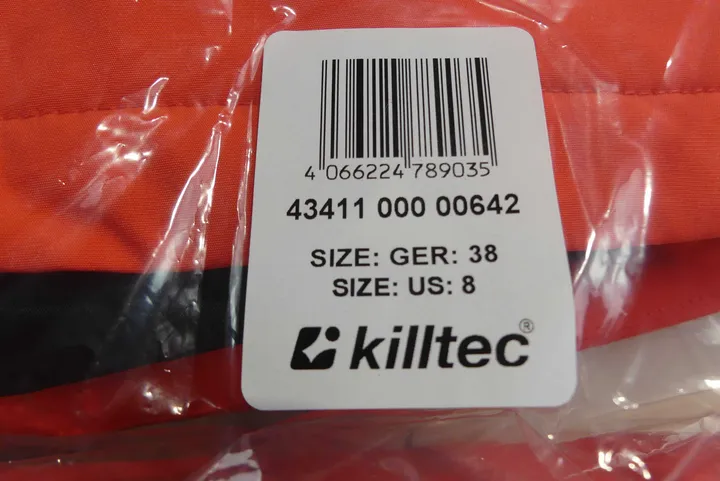 4 066224 789035
43411 000 00642
SIZE: GER: 38
SIZE: US: 8
killtec®